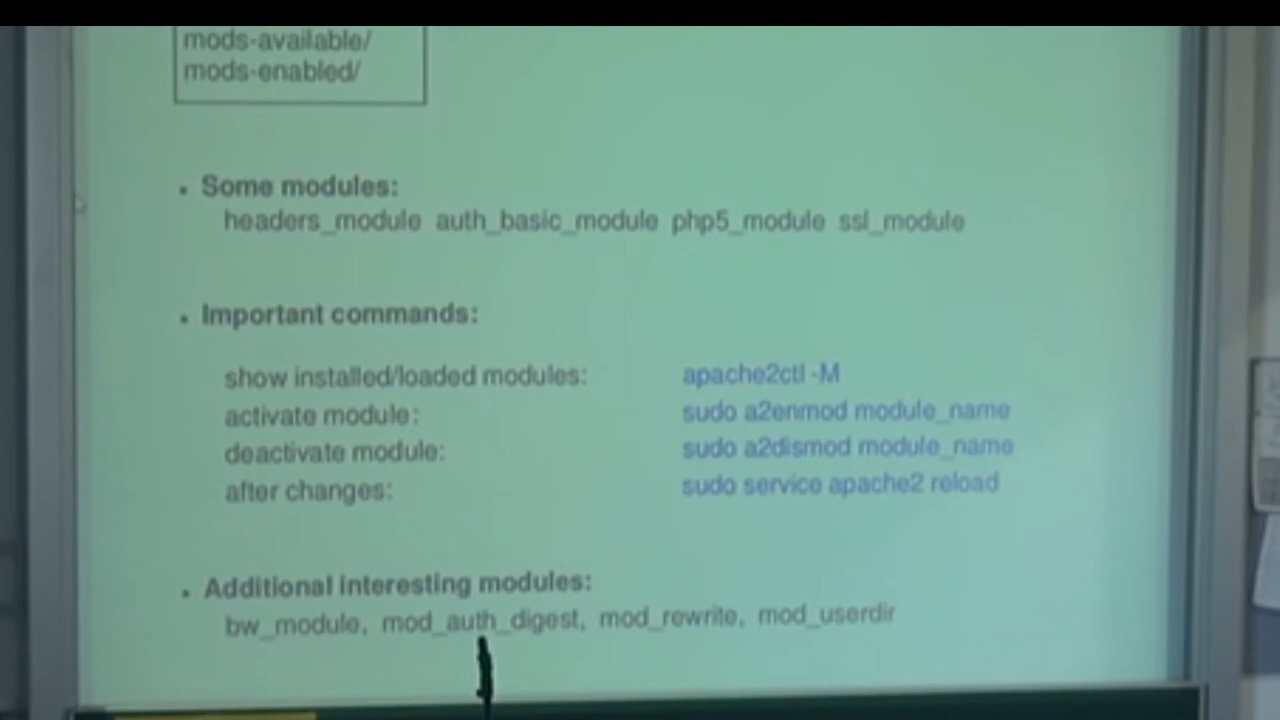 mods-available/
mods-enabled/
• Some modules:
headers_module auth_basic_module php5_module ssl_module
• Important commands:
show installed/loaded modules: apache2ctl -M
activate module: sudo a2enmod module_name
deactivate module: sudo a2dismod module_name
after changes: sudo service apache2 reload
• Additional interesting modules:
bw_module, mod_auth_digest, mod_rewrite, mod_userdir